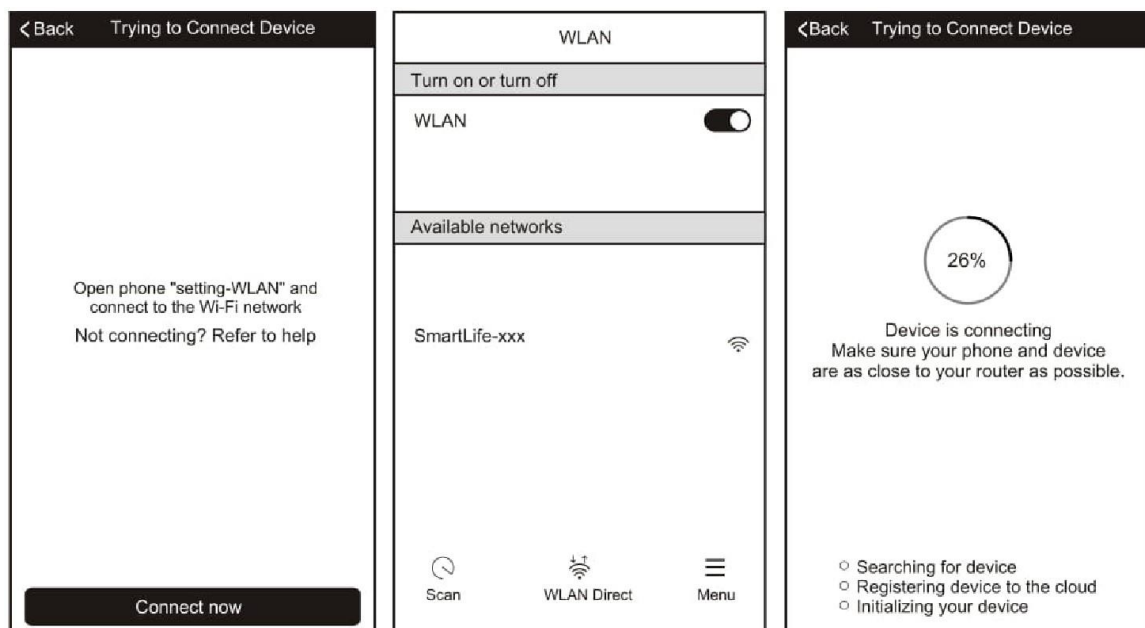 Back Trying to Connect Device
Open phone "setting-WLAN" and
connect to the Wi-Fi network
Not connecting? Refer to help
Connect now
WLAN
Turn on or turn off
WLAN
Available networks
SmartLife-xxx
Scan WLAN Direct Menu
Back Trying to Connect Device
26%
Device is connecting
Make sure your phone and device
are as close to your router as possible.
Searching for device
Registering device to the cloud
Initializing your device